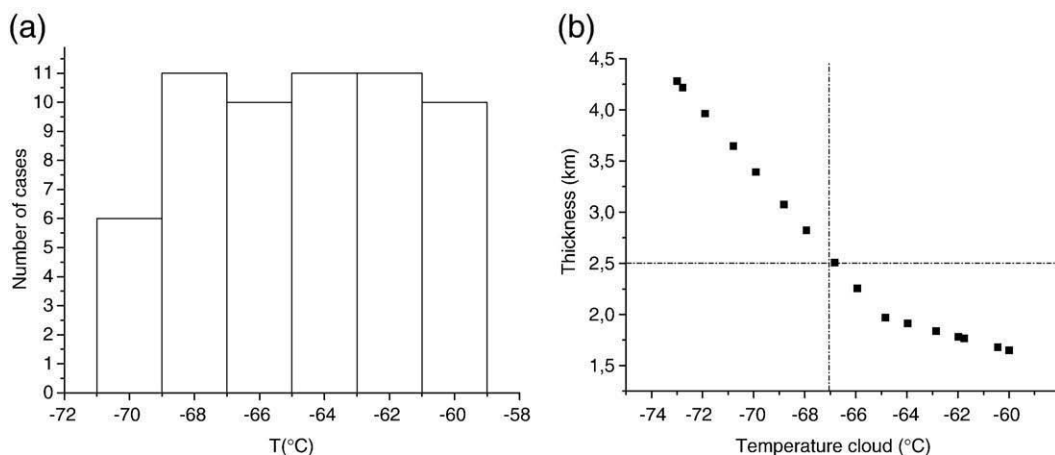 (a)
Number of cases
11
10
9
8
7
6
5
4
3
2
1
0
-72 -70 -68 -66 -64 -62 -60 -58
T(°C)
(b)
Thickness (km)
4,5
4,0
3,5
3,0
2,5
2,0
1,5
-74 -72 -70 -68 -66 -64 -62 -60
Temperature cloud (°C)